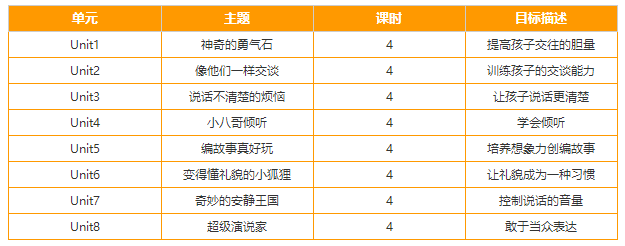 单元 主题 课时 目标描述
Unit1 神奇的勇气石 4 提高孩子交往的胆量
Unit2 像他们一样交谈 4 训练孩子的交谈能力
Unit3 说话不清楚的烦恼 4 让孩子说话更清楚
Unit4 小八哥倾听 4 学会倾听
Unit5 编故事真好玩 4 培养想象力创编故事
Unit6 变得懂礼貌的小狐狸 4 让礼貌成为一种习惯
Unit7 奇妙的安静王国 4 控制说话的音量
Unit8 超级演说家 4 敢于当众表达